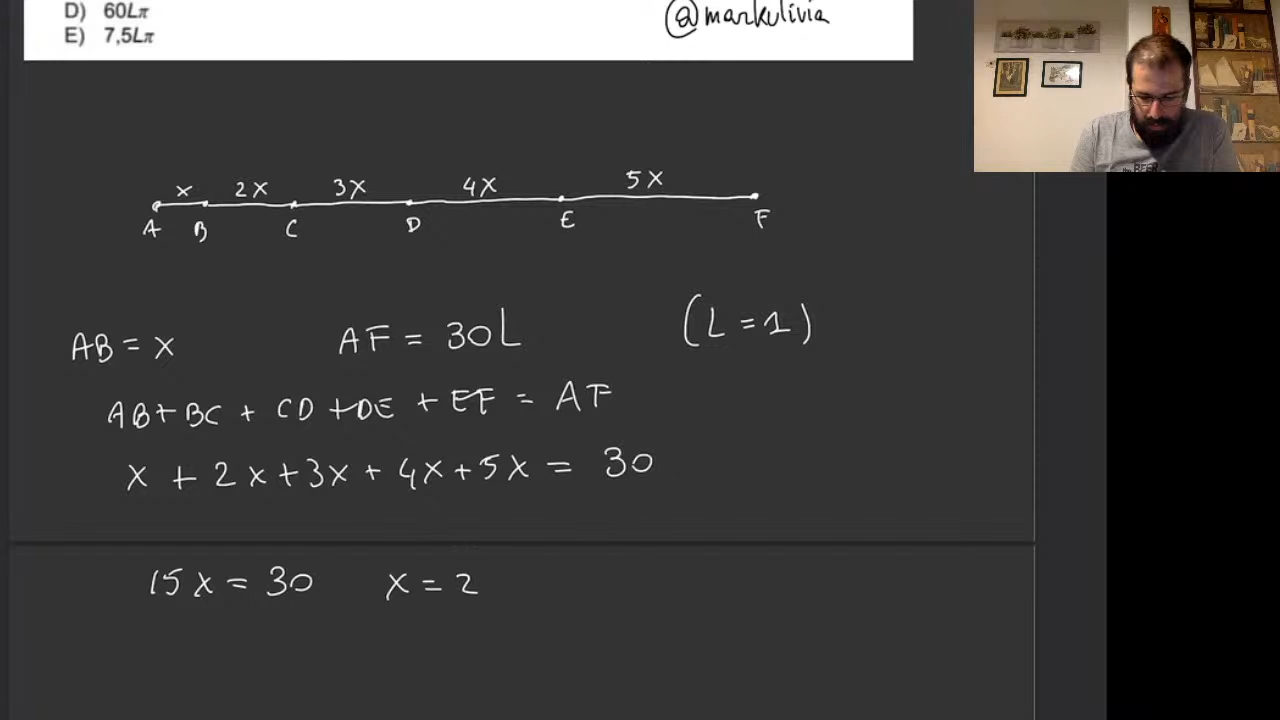 D) 60Lπ
@markulivia
E) 7,5Lπ
x 2x 3x 4x 5x
A B C D E F
AB = x AF = 30L (L = 1)
AB + BC + CD + DE + EF = AF
x + 2x + 3x + 4x + 5x = 30
15x = 30 x = 2
BEER